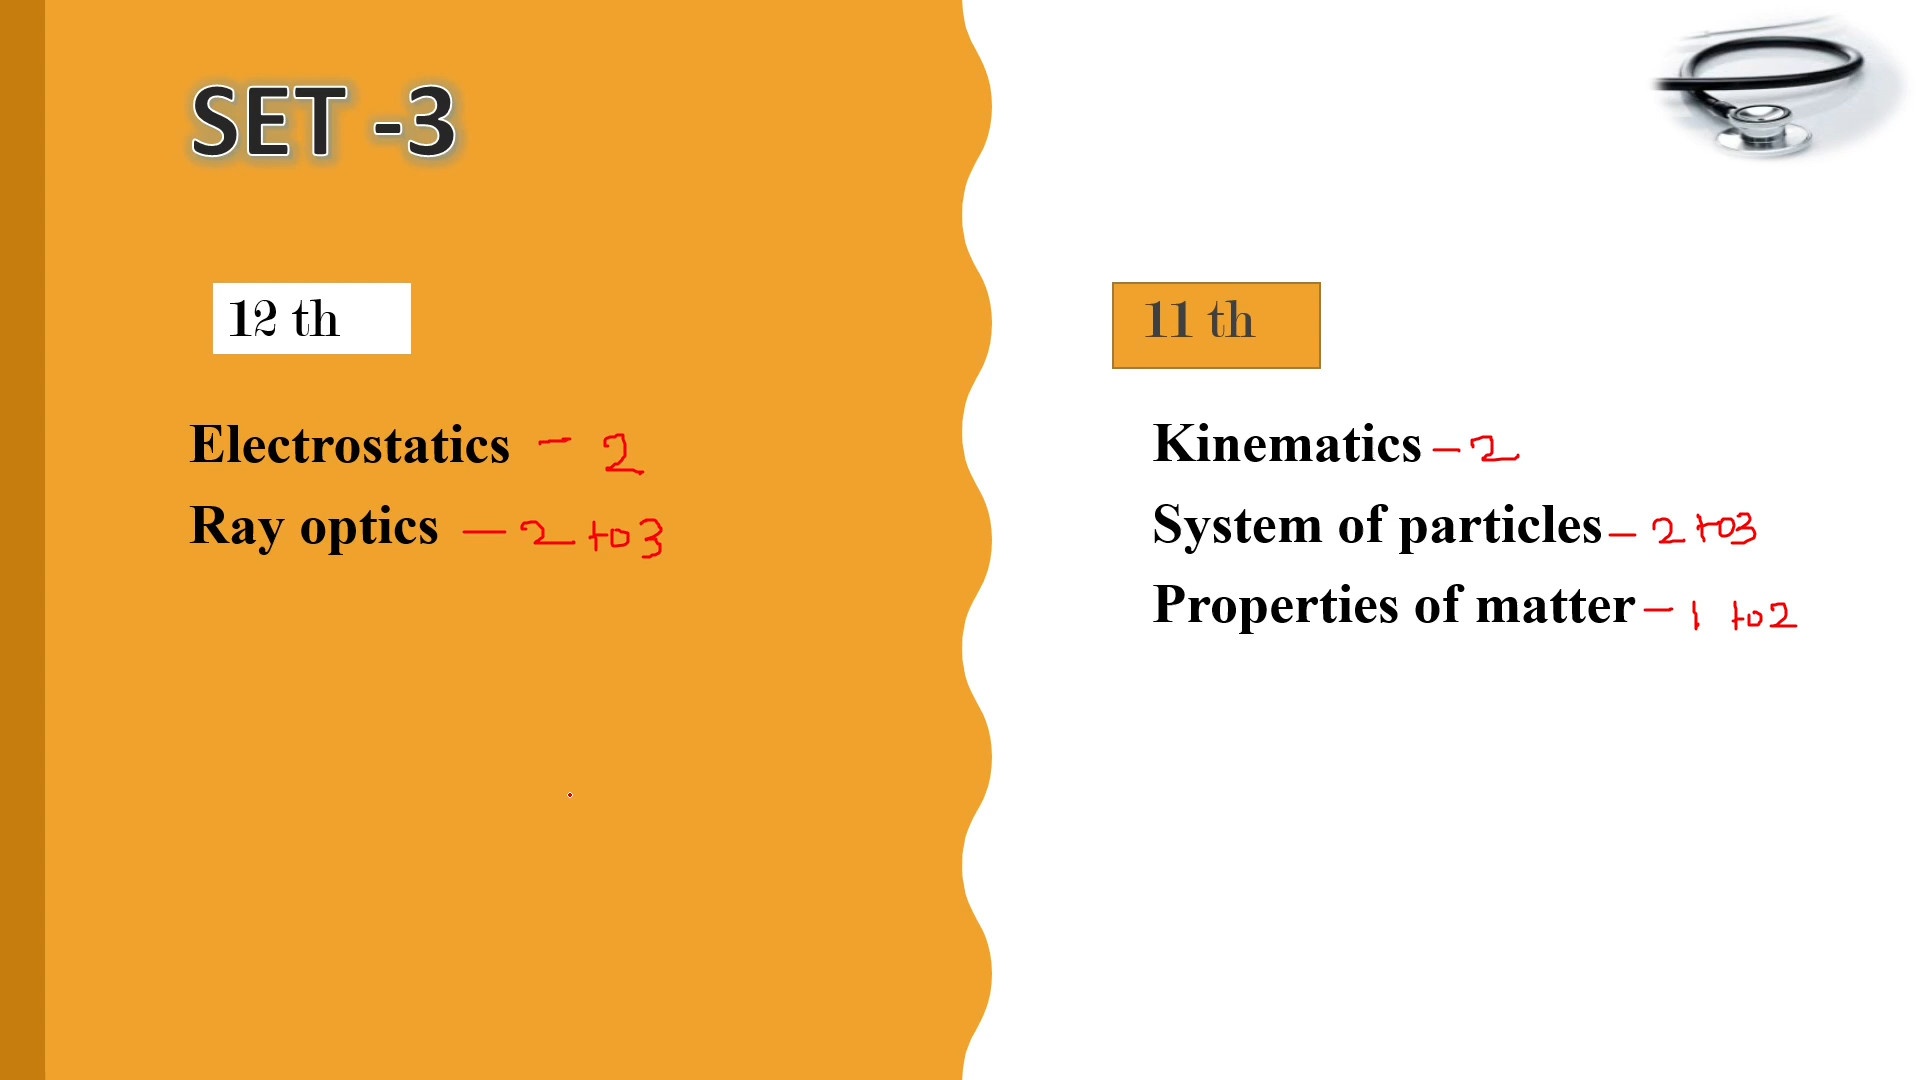 SET -3
12 th
Electrostatics - 2
Ray optics - 2 to 3
11 th
Kinematics - 2
System of particles - 2 to 3
Properties of matter - 1 to 2